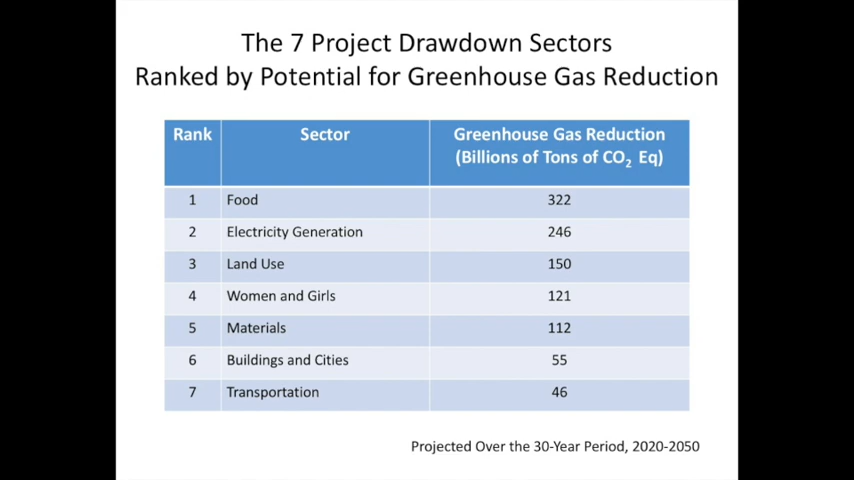 The 7 Project Drawdown Sectors
Ranked by Potential for Greenhouse Gas Reduction
Rank Sector Greenhouse Gas Reduction
(Billions of Tons of CO₂ Eq)
1 Food 322
2 Electricity Generation 246
3 Land Use 150
4 Women and Girls 121
5 Materials 112
6 Buildings and Cities 55
7 Transportation 46
Projected Over the 30-Year Period, 2020-2050